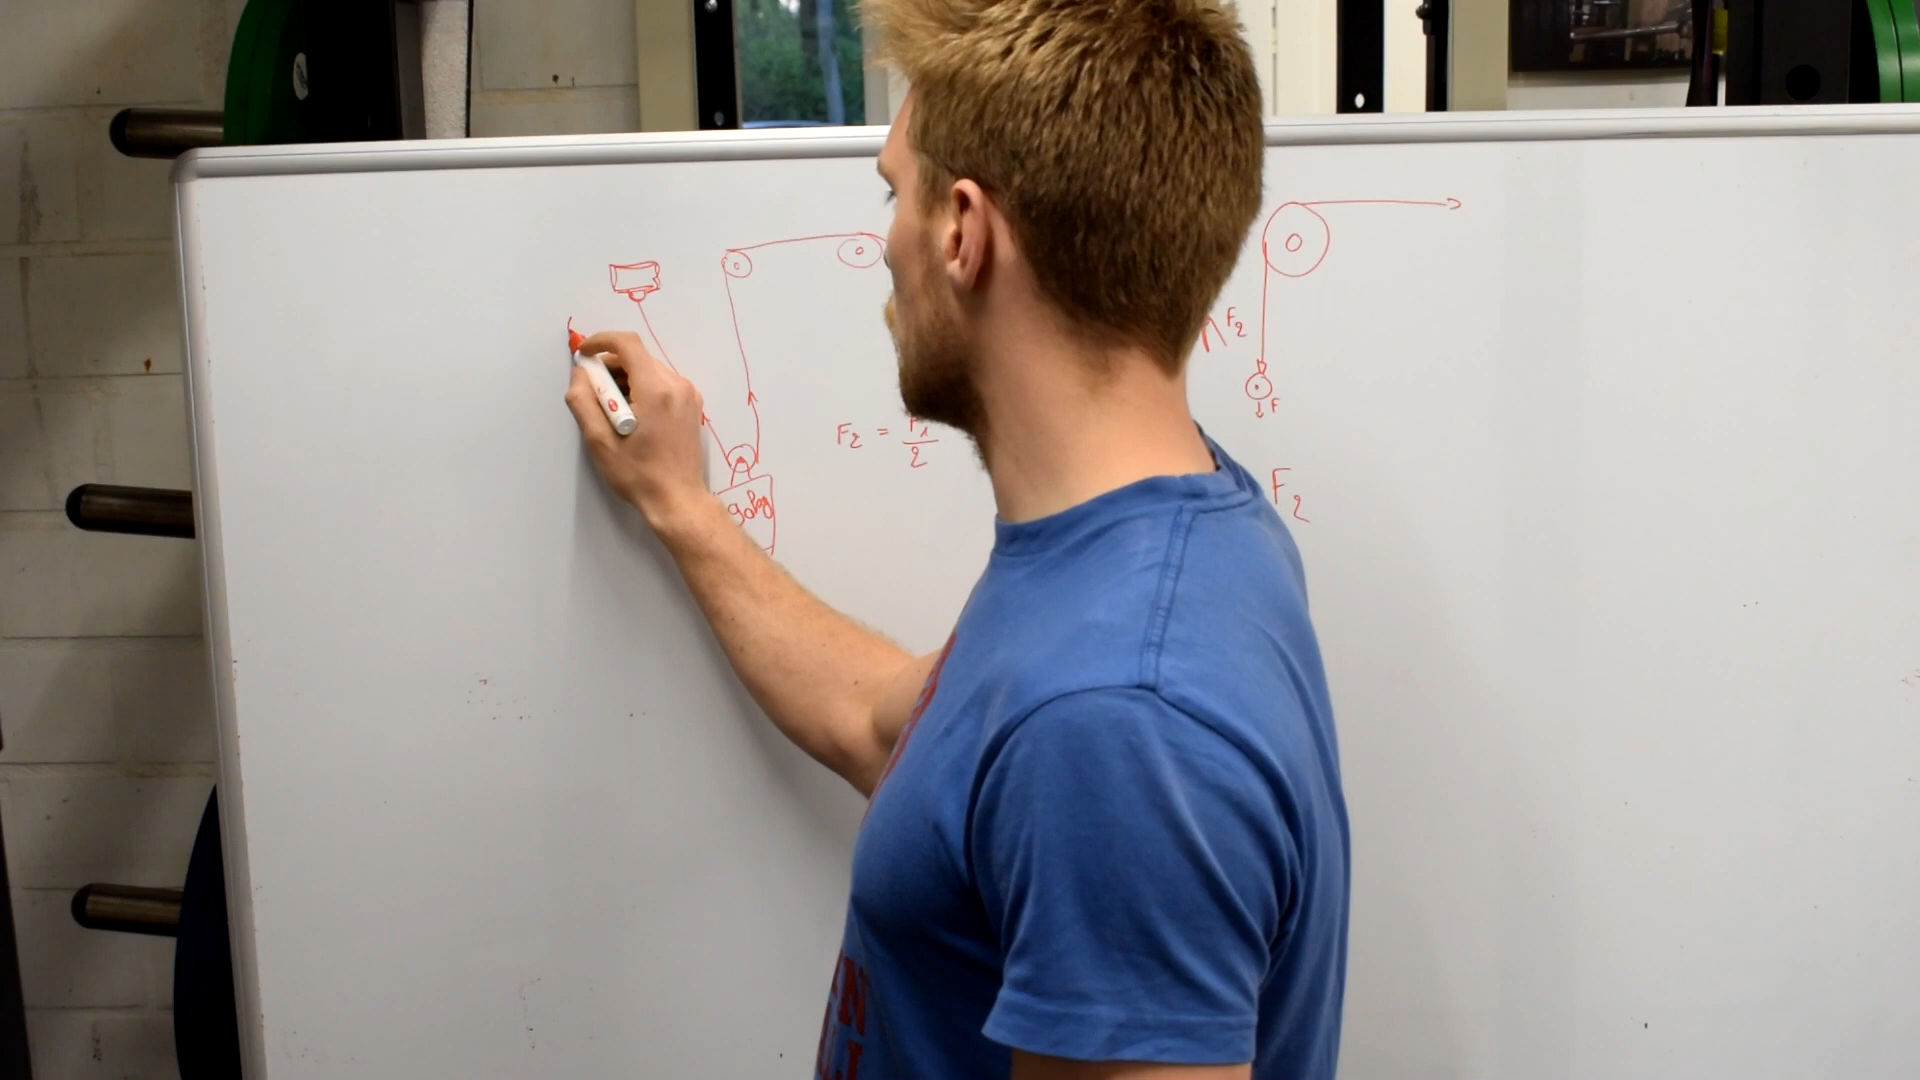 F₂
F
F₂ = F₁/2
90kg
F₂